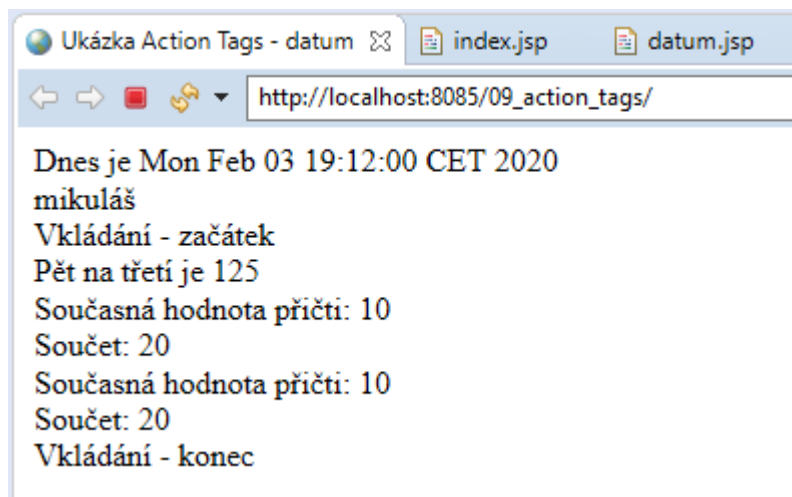 Ukázka Action Tags - datum index.jsp datum.jsp
http://localhost:8085/09_action_tags/
Dnes je Mon Feb 03 19:12:00 CET 2020
mikuláš
Vkládání - začátek
Pět na třetí je 125
Současná hodnota přičti: 10
Součet: 20
Současná hodnota přičti: 10
Součet: 20
Vkládání - konec